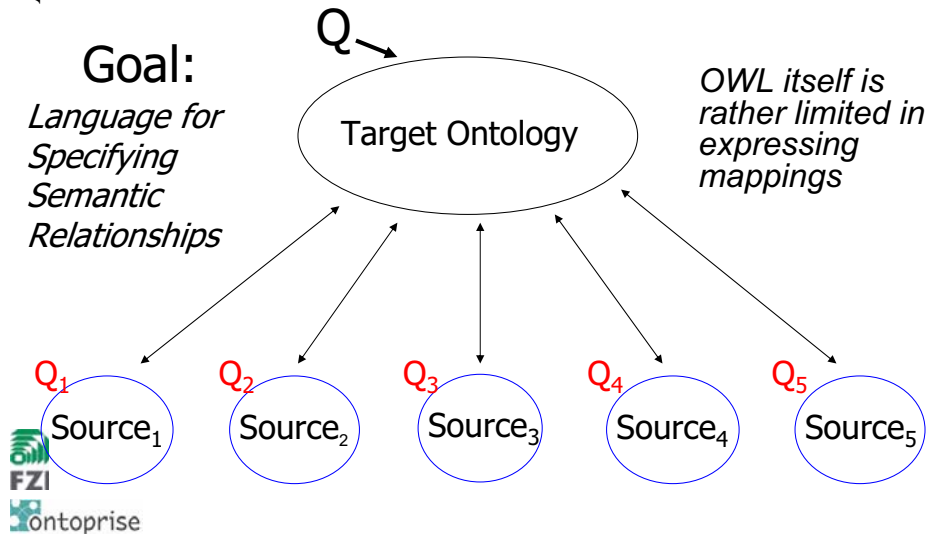 Q
Goal:
Language for
Specifying
Semantic
Relationships
Target Ontology
OWL itself is
rather limited in
expressing
mappings
Q1
Q2
Q3
Q4
Q5
Source1
Source2
Source3
Source4
Source5
FZI
ontoprise